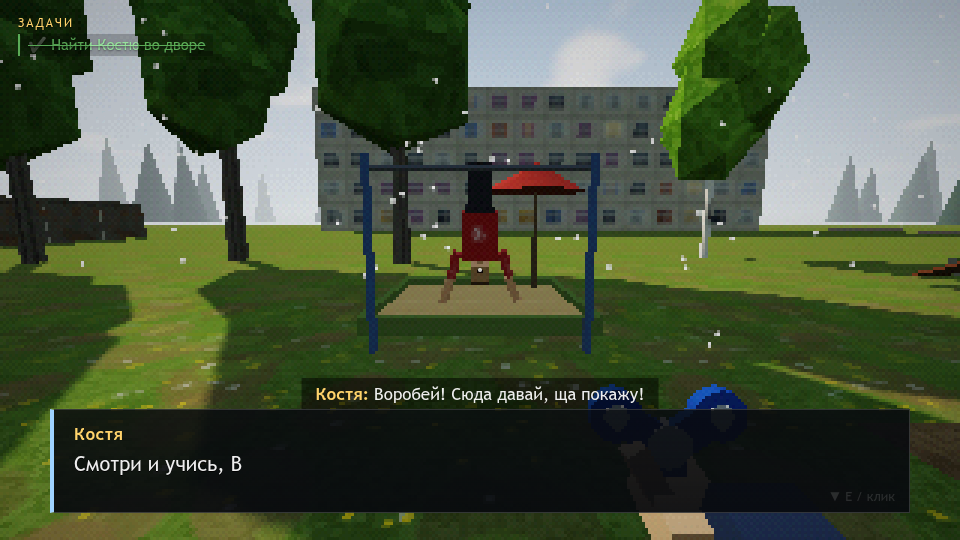 ЗАДАЧИ
✓ Найти Костю во дворе
Костя: Воробей! Сюда давай, ща покажу!
Костя
Смотри и учись, В
▼ E / клик